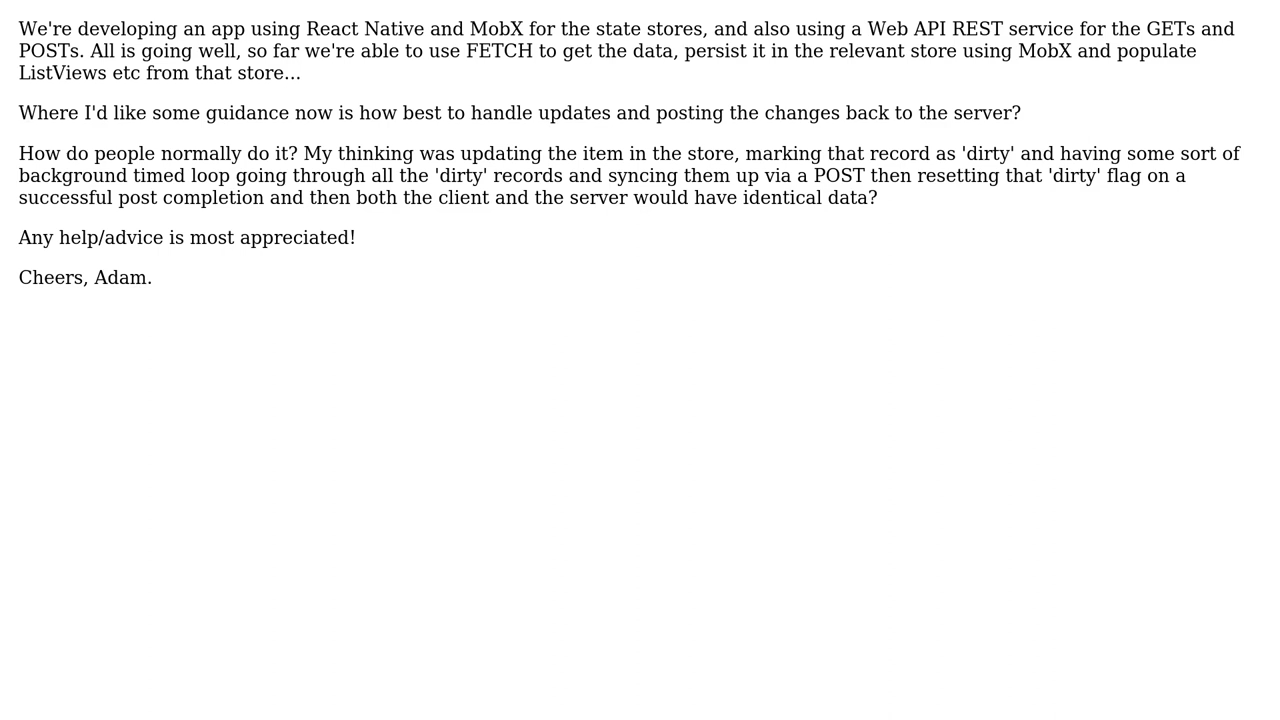 We're developing an app using React Native and MobX for the state stores, and also using a Web API REST service for the GETs and
POSTs. All is going well, so far we're able to use FETCH to get the data, persist it in the relevant store using MobX and populate
ListViews etc from that store...
Where I'd like some guidance now is how best to handle updates and posting the changes back to the server?
How do people normally do it? My thinking was updating the item in the store, marking that record as 'dirty' and having some sort of
background timed loop going through all the 'dirty' records and syncing them up via a POST then resetting that 'dirty' flag on a
successful post completion and then both the client and the server would have identical data?
Any help/advice is most appreciated!
Cheers, Adam.